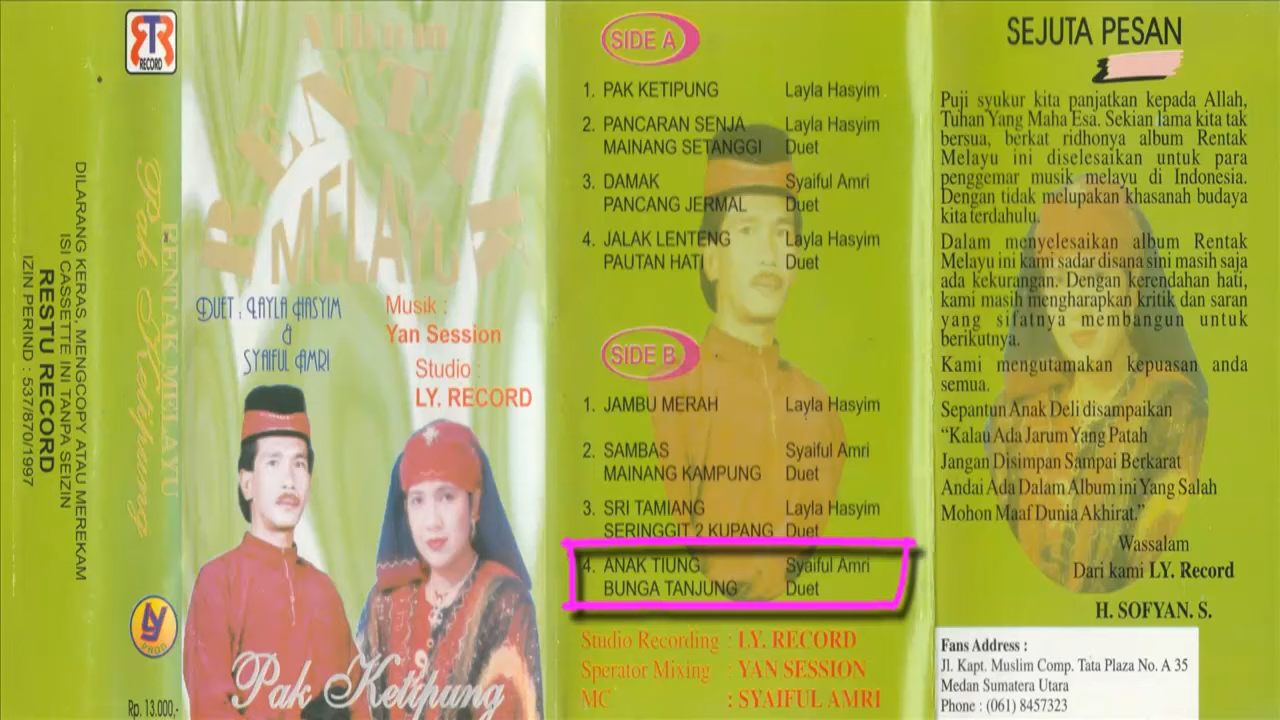 RTR
RECORD
DILARANG KERAS, MENGCOPY ATAU MEREKAM
ISI CASSETTE INI TANPA SEIZIN
RESTU RECORD
IZIN PERIND : 537/870/1997
RENTAK MELAYU
Pak Ketipung
LY
PROD
Rp. 13.000,-
Album
RENTAK
MELAYU
DUET : LAYLA HASYIM
&
SYAIFUL AMRI
Musik :
Yan Session
Studio :
LY. RECORD
Pak Ketipung
SIDE A
1. PAK KETIPUNG Layla Hasyim
2. PANCARAN SENJA Layla Hasyim
MAINANG SETANGGI Duet
3. DAMAK Syaiful Amri
PANCANG JERMAL Duet
4. JALAK LENTENG Layla Hasyim
PAUTAN HATI Duet
SIDE B
1. JAMBU MERAH Layla Hasyim
2. SAMBAS Syaiful Amri
MAINANG KAMPUNG Duet
3. SRI TAMIANG Layla Hasyim
SERINGGIT 2 KUPANG Duet
4. ANAK TIUNG Syaiful Amri
BUNGA TANJUNG Duet
Studio Recording : LY. RECORD
Sperator Mixing : YAN SESSION
MC : SYAIFUL AMRI
SEJUTA PESAN
Puji syukur kita panjatkan kepada Allah,
Tuhan Yang Maha Esa. Sekian lama kita tak
bersua, berkat ridhonya album Rentak
Melayu ini diselesaikan untuk para
penggemar musik melayu di Indonesia.
Dengan tidak melupakan khasanah budaya
kita terdahulu.
Dalam menyelesaikan album Rentak
Melayu ini kami sadar disana sini masih saja
ada kekurangan. Dengan kerendahan hati,
kami masih mengharapkan kritik dan saran
yang sifatnya membangun untuk
berikutnya.
Kami mengutamakan kepuasan anda
semua.
Sepantun Anak Deli disampaikan
“Kalau Ada Jarum Yang Patah
Jangan Disimpan Sampai Berkarat
Andai Ada Dalam Album ini Yang Salah
Mohon Maaf Dunia Akhirat.”
Wassalam
Dari kami LY. Record
H. SOFYAN. S.
Fans Address :
Jl. Kapt. Muslim Comp. Tata Plaza No. A 35
Medan Sumatera Utara
Phone : (061) 8457323